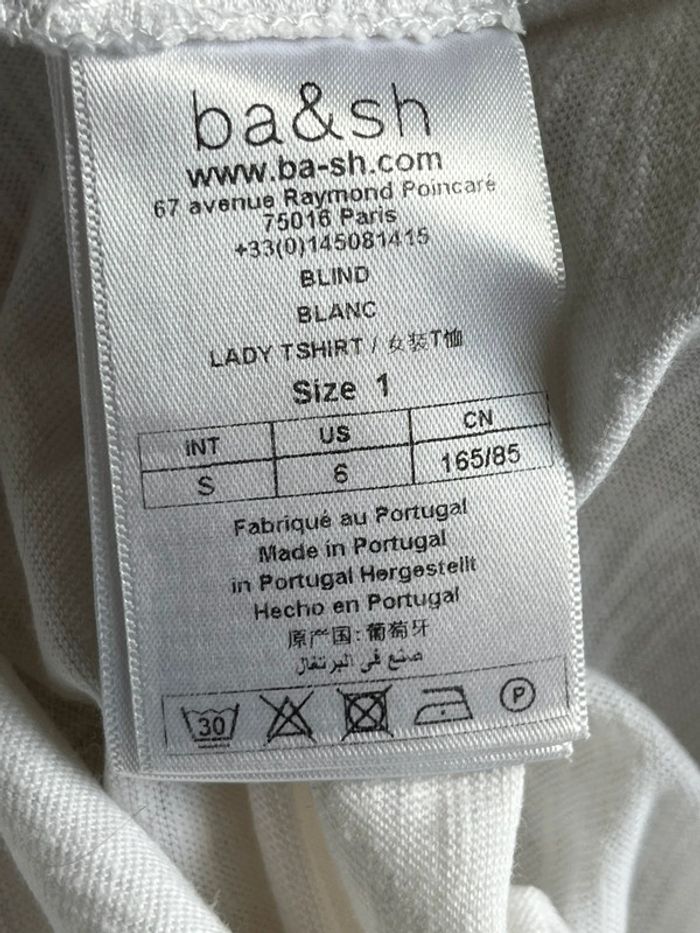 ba&sh
www.ba-sh.com
67 avenue Raymond Poincaré
75016 Paris
+33(0)145081415
BLIND
BLANC
LADY TSHIRT / 女装T恤
Size 1
iNT US CN
S 6 165/85
Fabriqué au Portugal
Made in Portugal
in Portugal Hergestellt
Hecho en Portugal
原产国: 葡萄牙
صنع في البرتغال
30 P